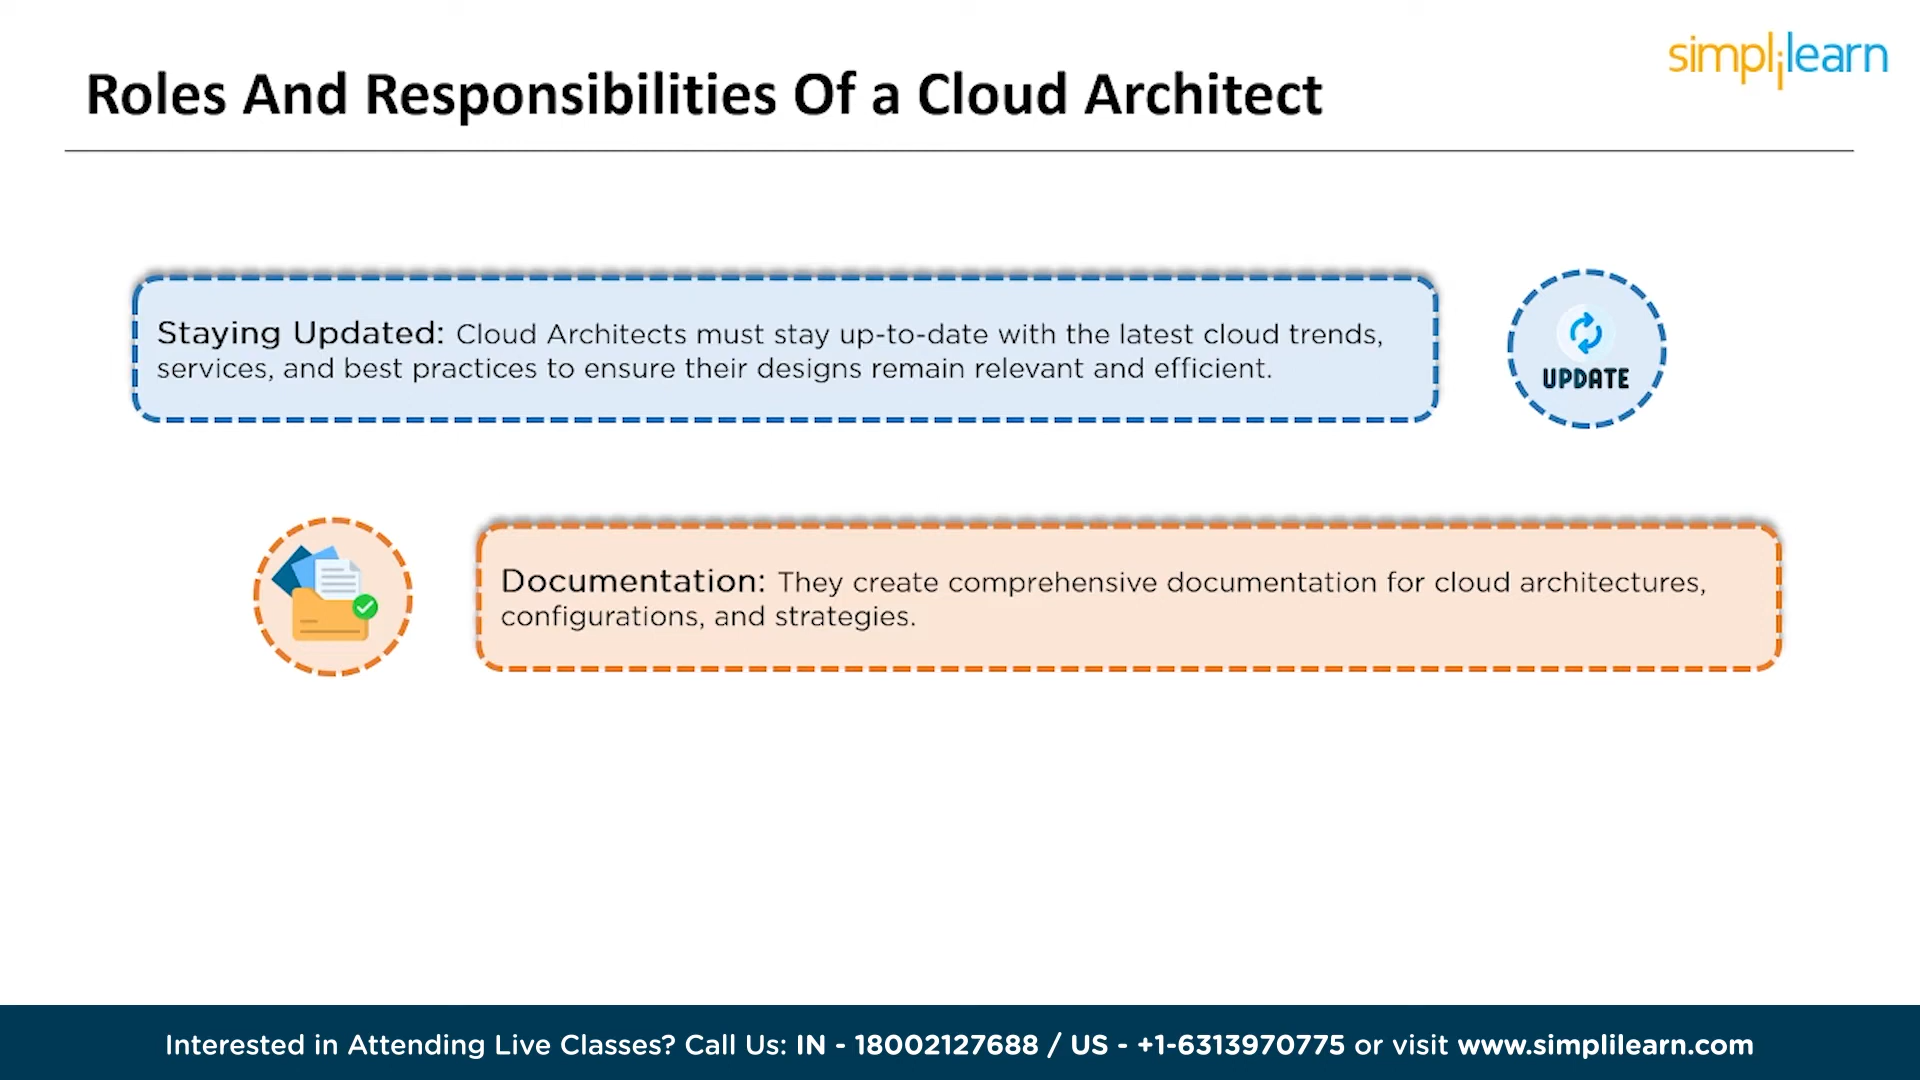 simplilearn
Roles And Responsibilities Of a Cloud Architect
Staying Updated: Cloud Architects must stay up-to-date with the latest cloud trends,
services, and best practices to ensure their designs remain relevant and efficient.
UPDATE
Documentation: They create comprehensive documentation for cloud architectures,
configurations, and strategies.
Interested in Attending Live Classes? Call Us: IN - 18002127688 / US - +1-6313970775 or visit www.simplilearn.com